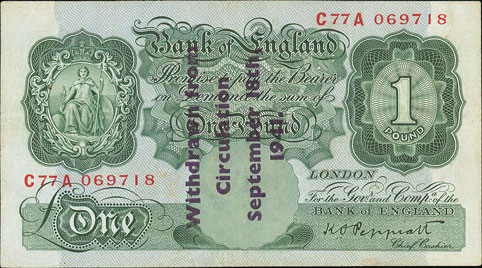 C77A 069718
Bank of England
Promise to pay the Bearer
on Demand the sum of
One Pound
1
POUND
C77A 069718
LONDON
For the Gov.r and Comp.a of the
BANK OF ENGLAND
K O Peppiatt
Chief Cashier.
£One
Withdrawn from
Circulation
September 18th
1941